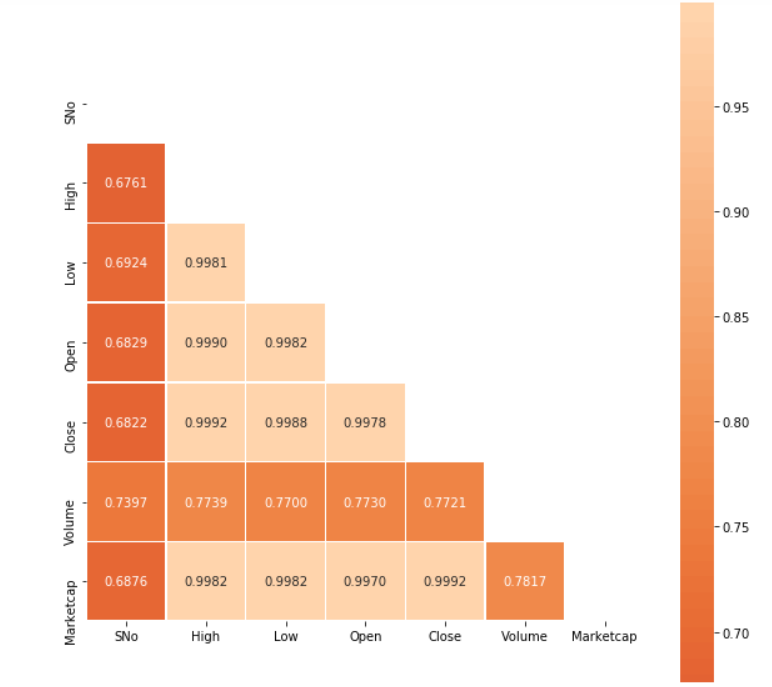 SNo
High 0.6761
Low 0.6924 0.9981
Open 0.6829 0.9990 0.9982
Close 0.6822 0.9992 0.9988 0.9978
Volume 0.7397 0.7739 0.7700 0.7730 0.7721
Marketcap 0.6876 0.9982 0.9982 0.9970 0.9992 0.7817
SNo High Low Open Close Volume Marketcap
0.95
0.90
0.85
0.80
0.75
0.70